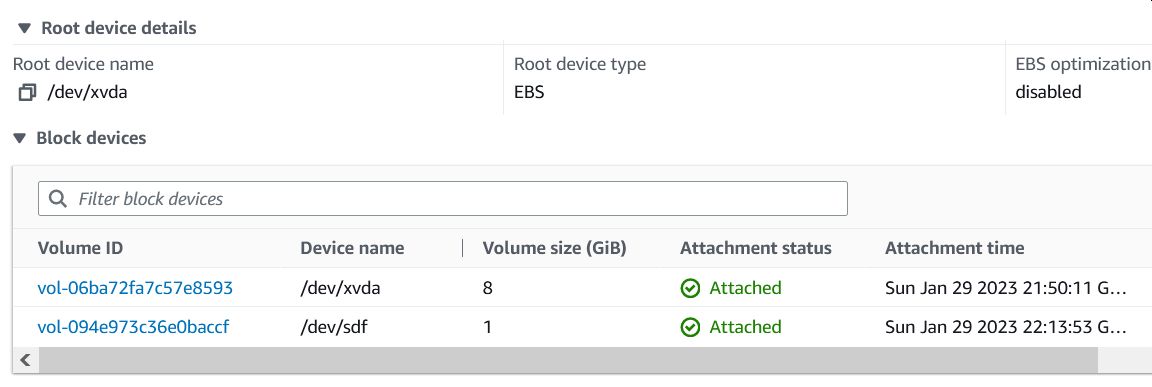 Root device details
Root device name Root device type EBS optimization
/dev/xvda EBS disabled
Block devices
Filter block devices
Volume ID Device name Volume size (GiB) Attachment status Attachment time
vol-06ba72fa7c57e8593 /dev/xvda 8 Attached Sun Jan 29 2023 21:50:11 G...
vol-094e973c36e0baccf /dev/sdf 1 Attached Sun Jan 29 2023 22:13:53 G...